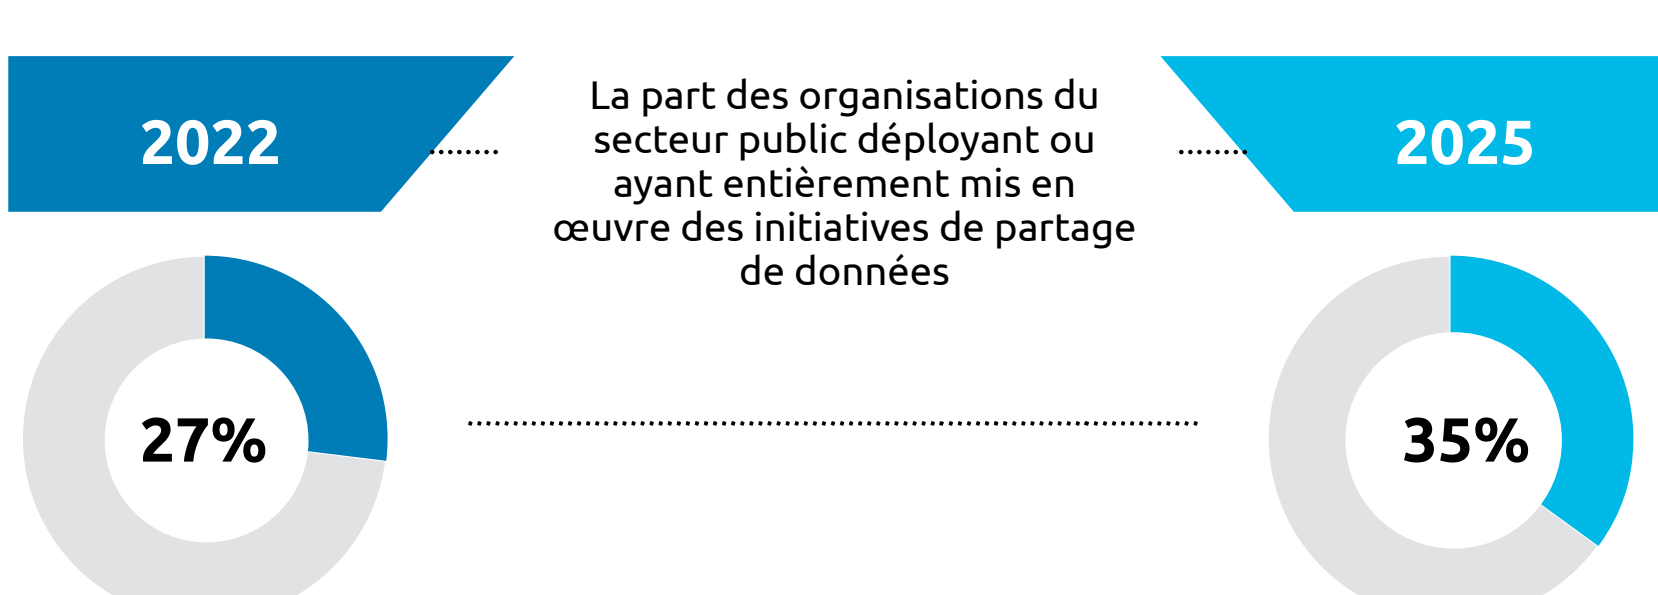 2022
La part des organisations du
secteur public déployant ou
ayant entièrement mis en
œuvre des initiatives de partage
de données
2025
27%
35%